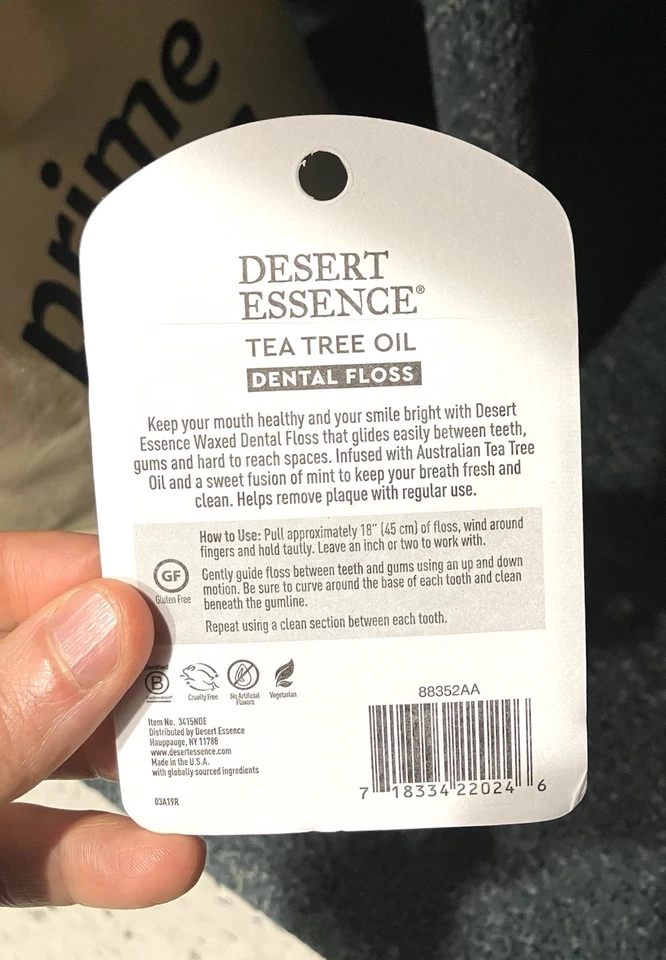 prime
DESERT
ESSENCE®
TEA TREE OIL
DENTAL FLOSS
Keep your mouth healthy and your smile bright with Desert
Essence Waxed Dental Floss that glides easily between teeth,
gums and hard to reach spaces. Infused with Australian Tea Tree
Oil and a sweet fusion of mint to keep your breath fresh and
clean. Helps remove plaque with regular use.
How to Use: Pull approximately 18" (45 cm) of floss, wind around
fingers and hold tautly. Leave an inch or two to work with.
GF
Gluten Free
Gently guide floss between teeth and gums using an up and down
motion. Be sure to curve around the base of each tooth and clean
beneath the gumline.
Repeat using a clean section between each tooth.
Certified
B
Corporation
Cruelty Free
No Artificial
Flavors
Vegetarian
Item No. 3415NDE
Distributed by Desert Essence
Hauppauge, NY 11788
www.desertessence.com
Made in the U.S.A.
with globally sourced ingredients
03A19R
88352AA
7 18334 22024 6